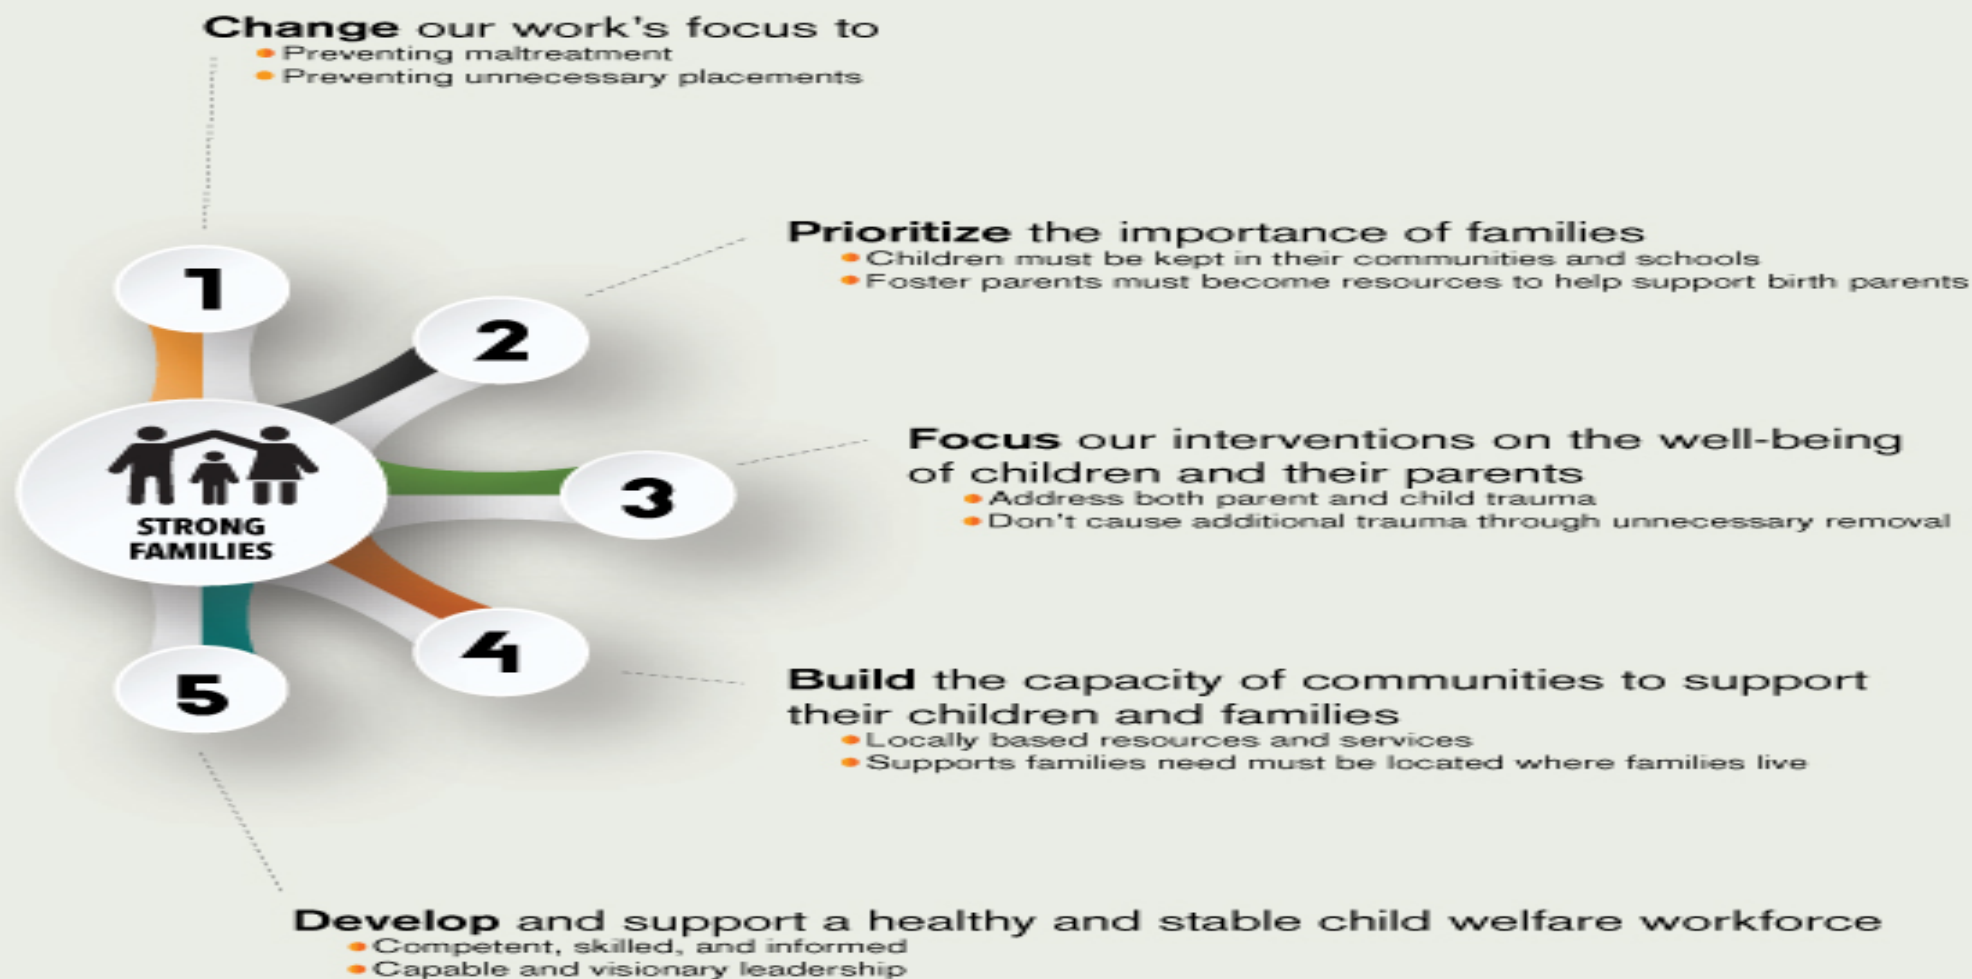 Change our work's focus to
Preventing maltreatment
Preventing unnecessary placements
1
Prioritize the importance of families
Children must be kept in their communities and schools
Foster parents must become resources to help support birth parents
2
Focus our interventions on the well-being
of children and their parents
Address both parent and child trauma
Don't cause additional trauma through unnecessary removal
3
STRONG
FAMILIES
4
Build the capacity of communities to support
their children and families
Locally based resources and services
Supports families need must be located where families live
5
Develop and support a healthy and stable child welfare workforce
Competent, skilled, and informed
Capable and visionary leadership